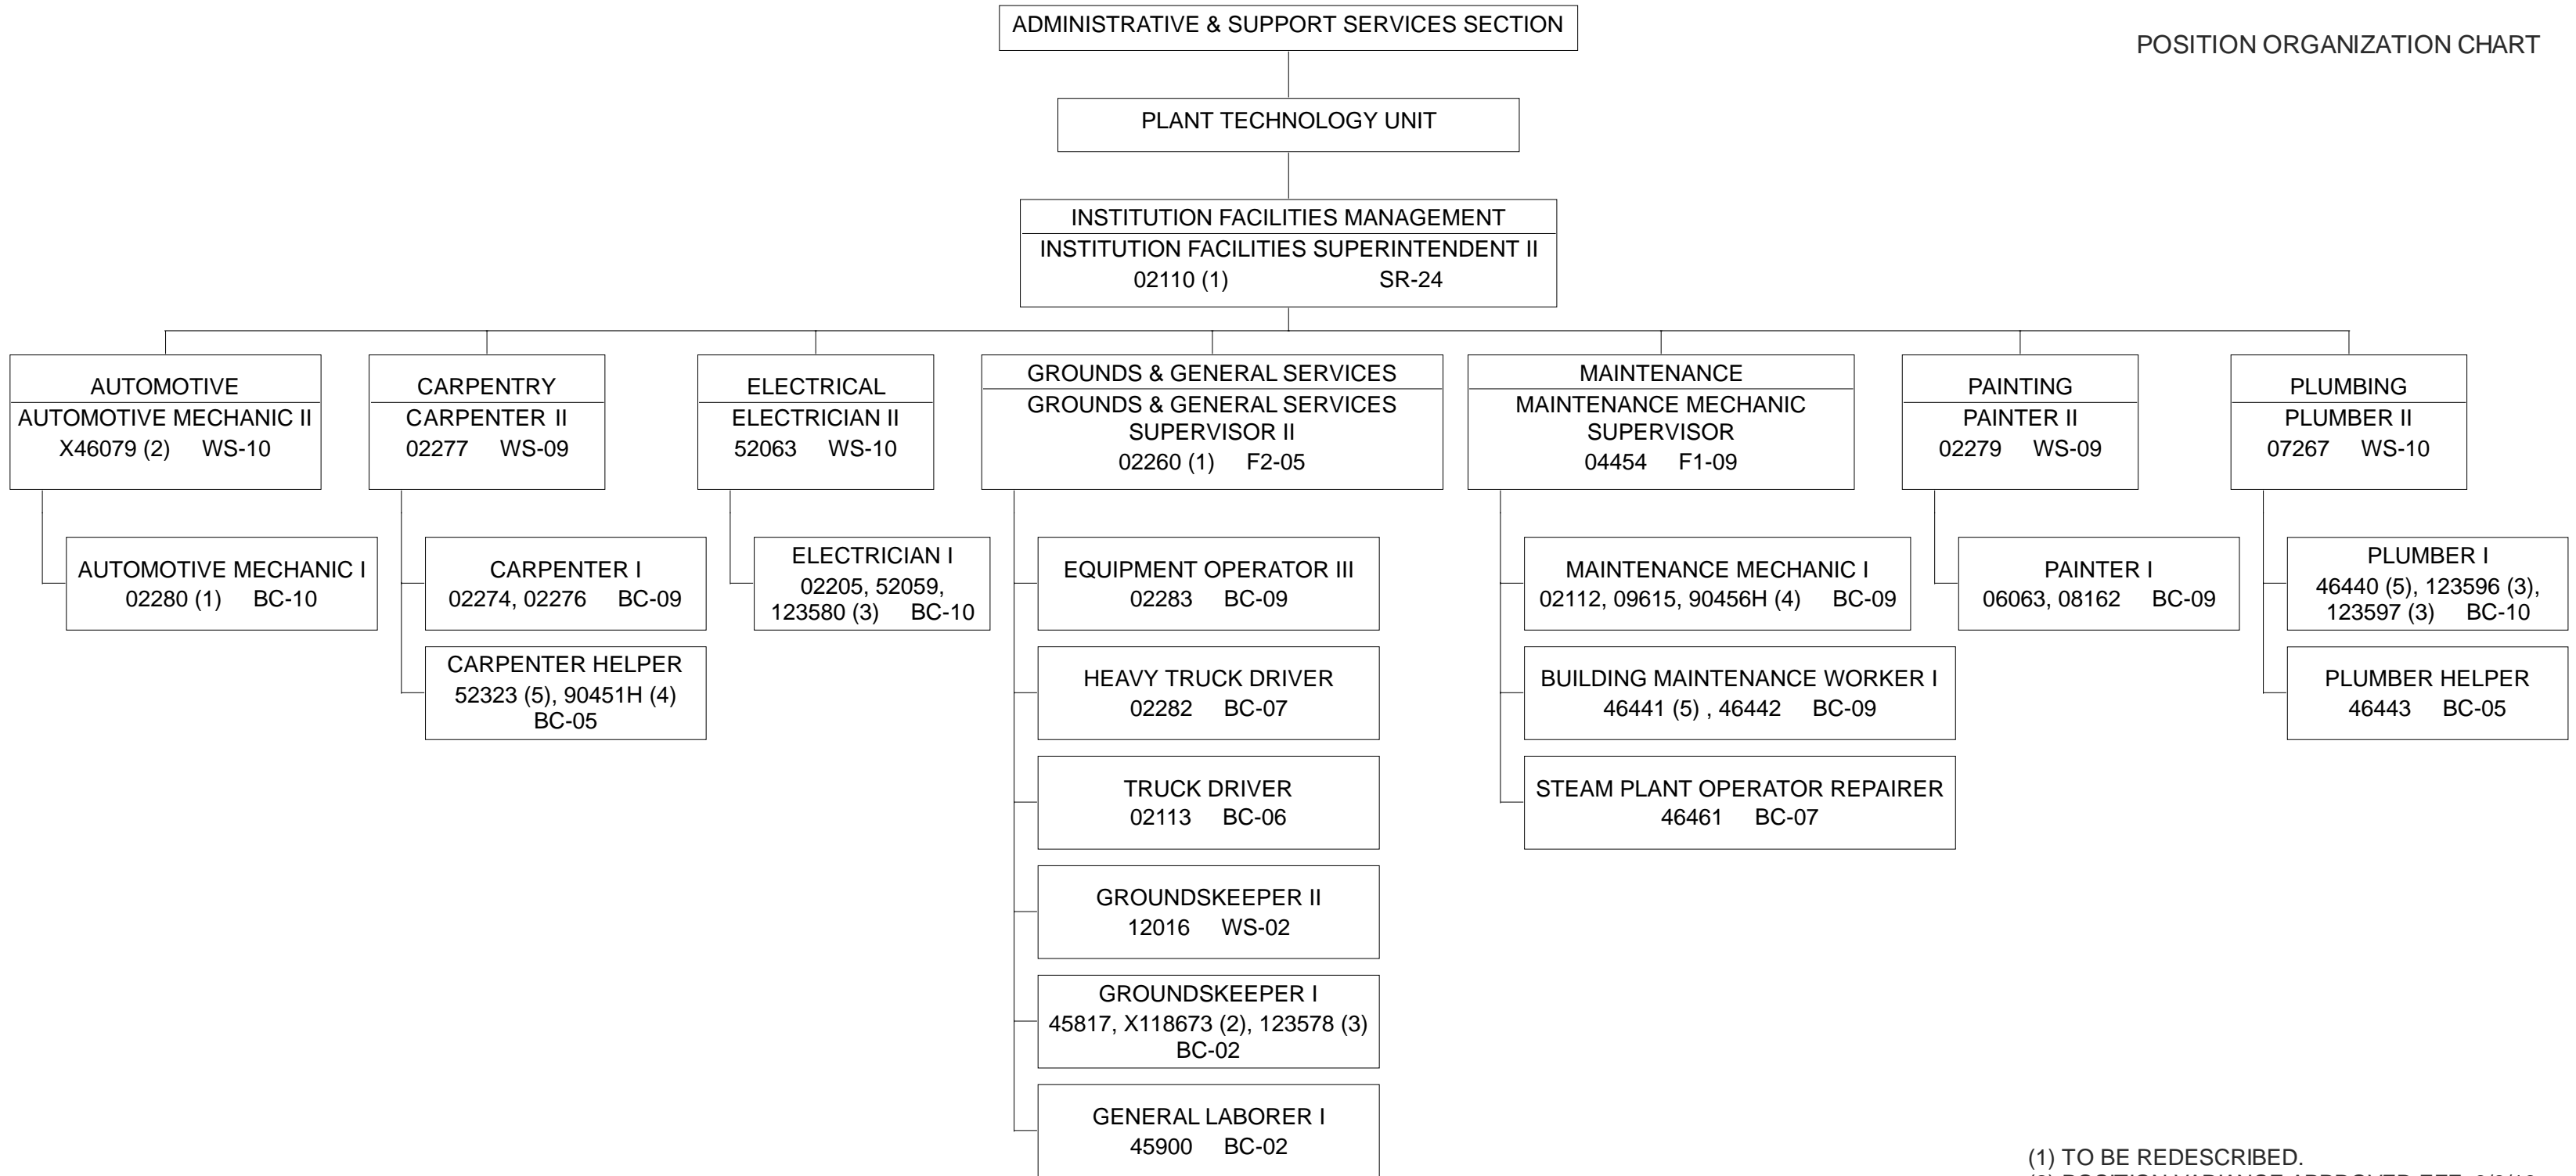 ADMINISTRATIVE & SUPPORT SERVICES SECTION
POSITION ORGANIZATION CHART
PLANT TECHNOLOGY UNIT
INSTITUTION FACILITIES MANAGEMENT
INSTITUTION FACILITIES SUPERINTENDENT II
02110 (1) SR-24
AUTOMOTIVE
AUTOMOTIVE MECHANIC II
X46079 (2) WS-10
AUTOMOTIVE MECHANIC I
02280 (1) BC-10
CARPENTRY
CARPENTER II
02277 WS-09
CARPENTER I
02274, 02276 BC-09
CARPENTER HELPER
52323 (5), 90451H (4)
BC-05
ELECTRICAL
ELECTRICIAN II
52063 WS-10
ELECTRICIAN I
02205, 52059,
123580 (3) BC-10
GROUNDS & GENERAL SERVICES
GROUNDS & GENERAL SERVICES
SUPERVISOR II
02260 (1) F2-05
EQUIPMENT OPERATOR III
02283 BC-09
HEAVY TRUCK DRIVER
02282 BC-07
TRUCK DRIVER
02113 BC-06
GROUNDSKEEPER II
12016 WS-02
GROUNDSKEEPER I
45817, X118673 (2), 123578 (3)
BC-02
GENERAL LABORER I
45900 BC-02
MAINTENANCE
MAINTENANCE MECHANIC
SUPERVISOR
04454 F1-09
MAINTENANCE MECHANIC I
02112, 09615, 90456H (4) BC-09
BUILDING MAINTENANCE WORKER I
46441 (5) , 46442 BC-09
STEAM PLANT OPERATOR REPAIRER
46461 BC-07
PAINTING
PAINTER II
02279 WS-09
PAINTER I
06063, 08162 BC-09
PLUMBING
PLUMBER II
07267 WS-10
PLUMBER I
46440 (5), 123596 (3),
123597 (3) BC-10
PLUMBER HELPER
46443 BC-05
(1) TO BE REDESCRIBED.